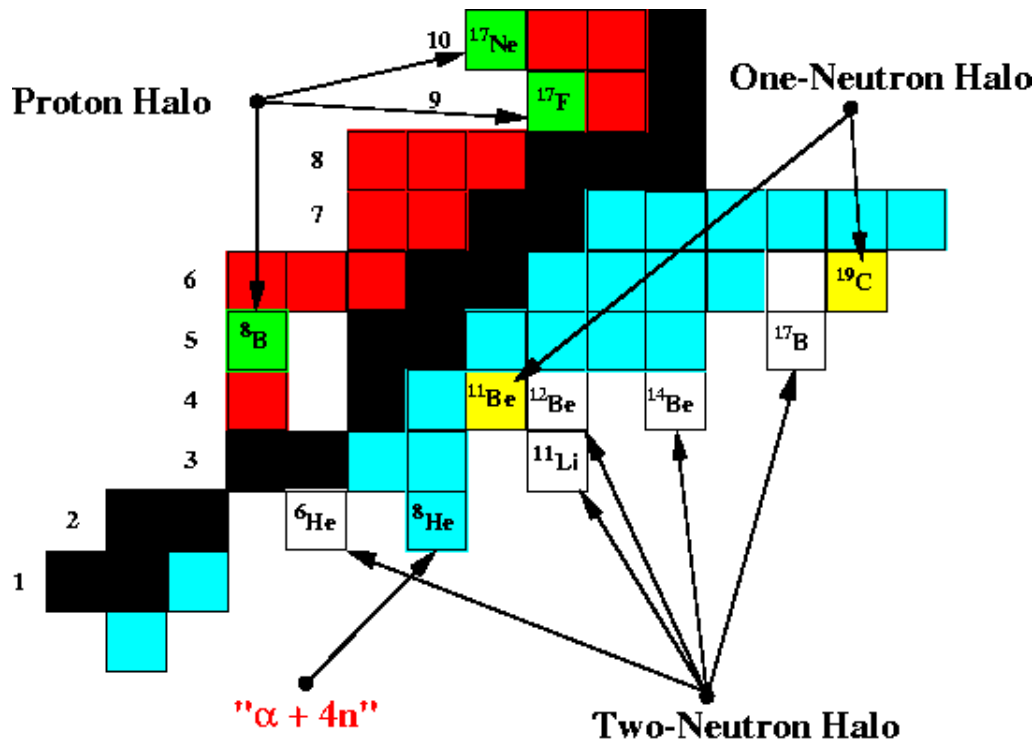 10 ¹⁷Ne
One-Neutron Halo
Proton Halo
9 ¹⁷F
8
7
6 ¹⁹C
5 ⁸B ¹⁷B
4 ¹¹Be ¹²Be ¹⁴Be
3 ¹¹Li
2 ⁶He ⁸He
1
"α + 4n"
Two-Neutron Halo